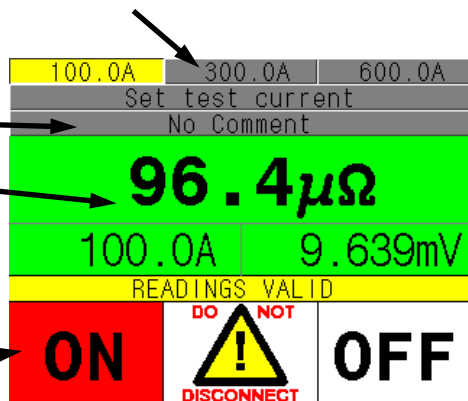 100.0A 300.0A 600.0A
Set test current
No Comment
96.4μΩ
100.0A 9.639mV
READINGS VALID
DO NOT
ON ! OFF
DISCONNECT